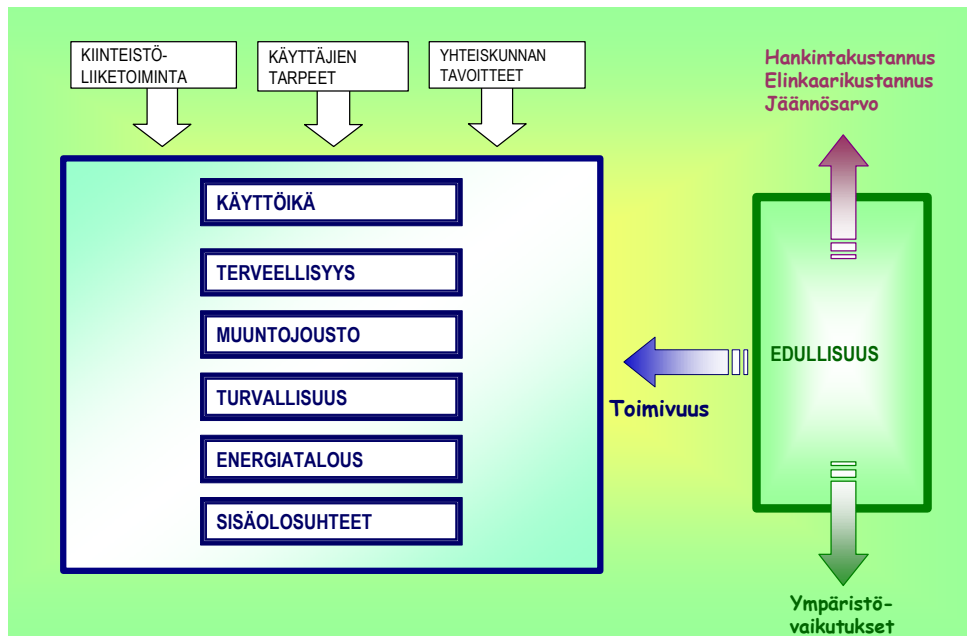 KIINTEISTÖ-
LIIKETOIMINTA
KÄYTTÄJIEN
TARPEET
YHTEISKUNNAN
TAVOITTEET
Hankintakustannus
Elinkaarikustannus
Jäännösarvo
KÄYTTÖIKÄ
TERVEELLISYYS
MUUNTOJOUSTO
TURVALLISUUS
ENERGIATALOUS
SISÄOLOSUHTEET
Toimivuus
EDULLISUUS
Ympäristö-
vaikutukset